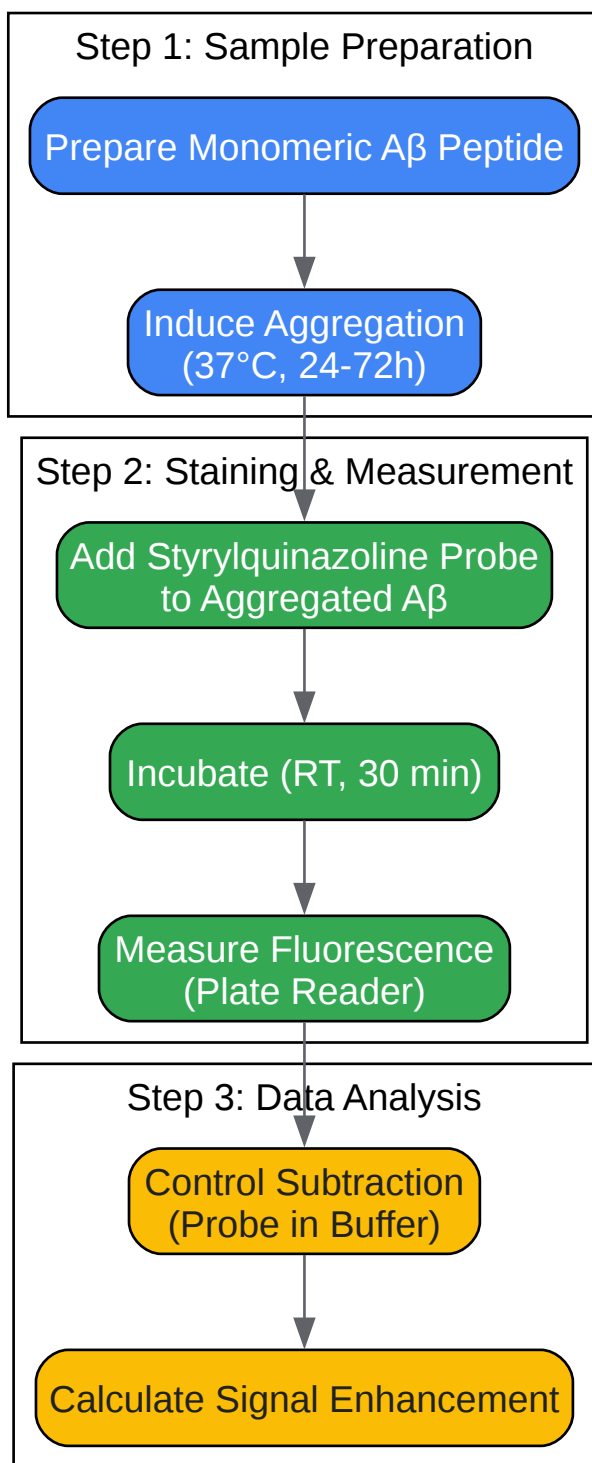 Step 1: Sample Preparation
Prepare Monomeric Aβ Peptide
Induce Aggregation
(37°C, 24-72h)
Step 2: Staining & Measurement
Add Styrylquinazoline Probe
to Aggregated Aβ
Incubate (RT, 30 min)
Measure Fluorescence
(Plate Reader)
Step 3: Data Analysis
Control Subtraction
(Probe in Buffer)
Calculate Signal Enhancement